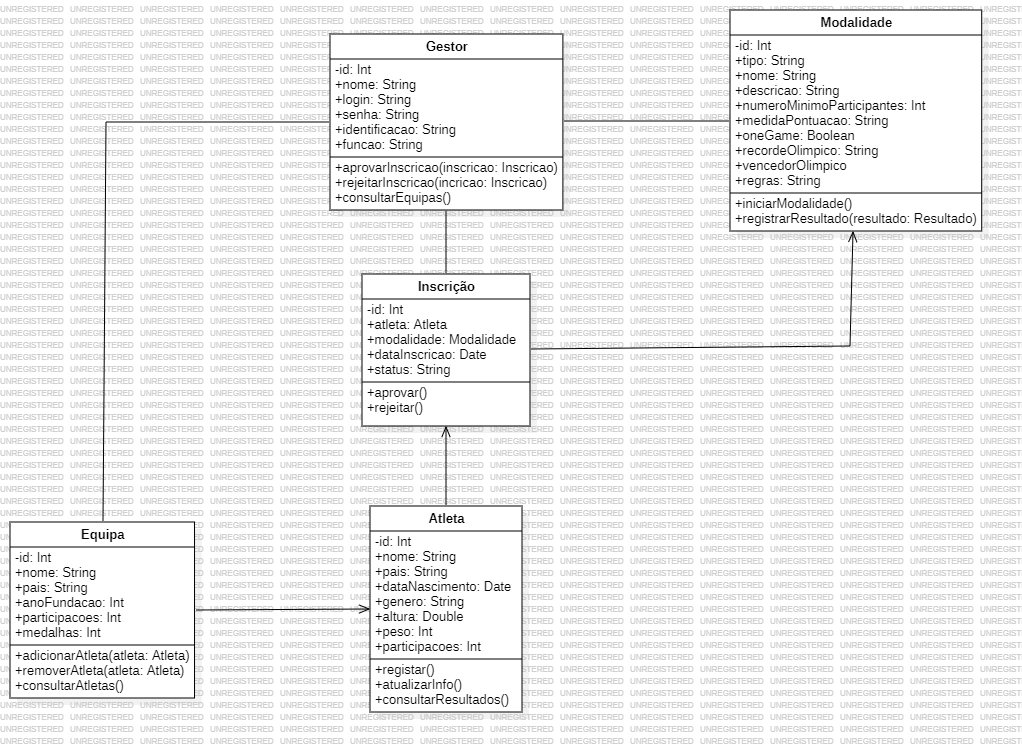 Modalidade
-id: Int
+tipo: String
+nome: String
+descricao: String
+numeroMinimoParticipantes: Int
+medidaPontuacao: String
+oneGame: Boolean
+recordeOlimpico: String
+vencedorOlimpico
+regras: String
+iniciarModalidade()
+registrarResultado(resultado: Resultado)
Gestor
-id: Int
+nome: String
+login: String
+senha: String
+identificacao: String
+funcao: String
+aprovarInscricao(inscricao: Inscricao)
+rejeitarInscricao(incricao: Inscricao)
+consultarEquipas()
Inscrição
-id: Int
+atleta: Atleta
+modalidade: Modalidade
+dataInscricao: Date
+status: String
+aprovar()
+rejeitar()
Equipa
-id: Int
+nome: String
+pais: String
+anoFundacao: Int
+participacoes: Int
+medalhas: Int
+adicionarAtleta(atleta: Atleta)
+removerAtleta(atleta: Atleta)
+consultarAtletas()
Atleta
-id: Int
+nome: String
+pais: String
+dataNascimento: Date
+genero: String
+altura: Double
+peso: Int
+participacoes: Int
+registar()
+atualizarInfo()
+consultarResultados()
UNREGISTERED